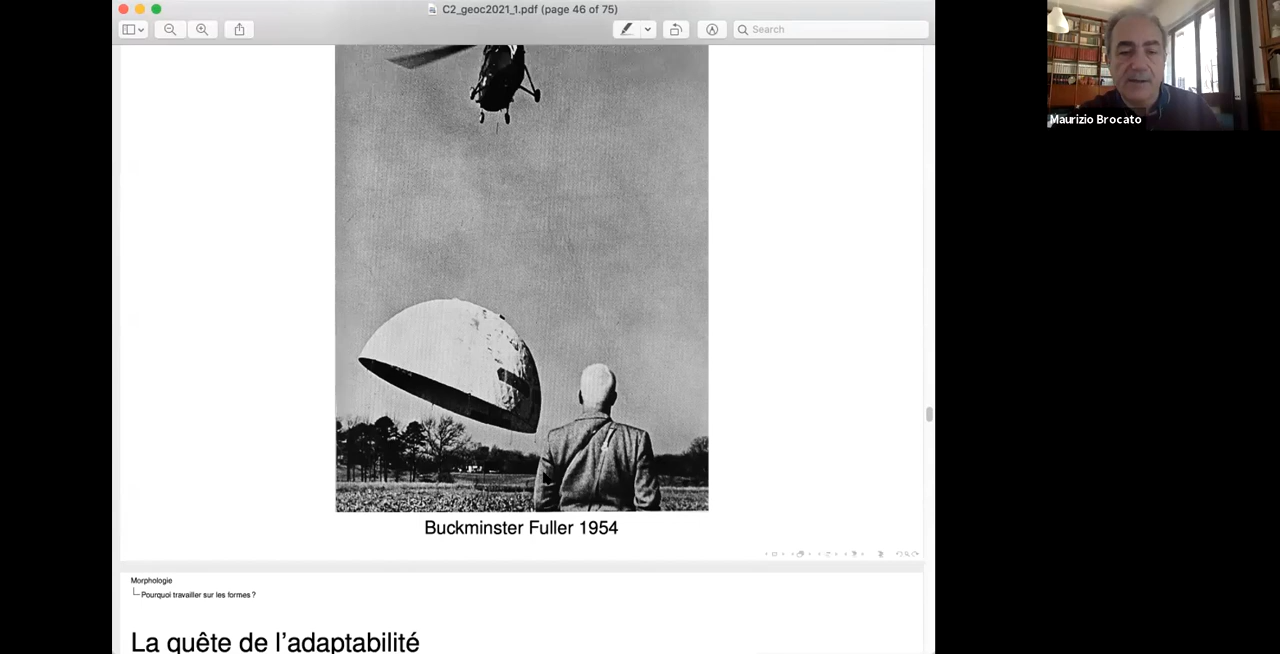 C2_geoc2021_1.pdf (page 46 of 75)
Search
Maurizio Brocato
Buckminster Fuller 1954
Morphologie
Pourquoi travailler sur les formes ?
La quête de l'adaptabilité